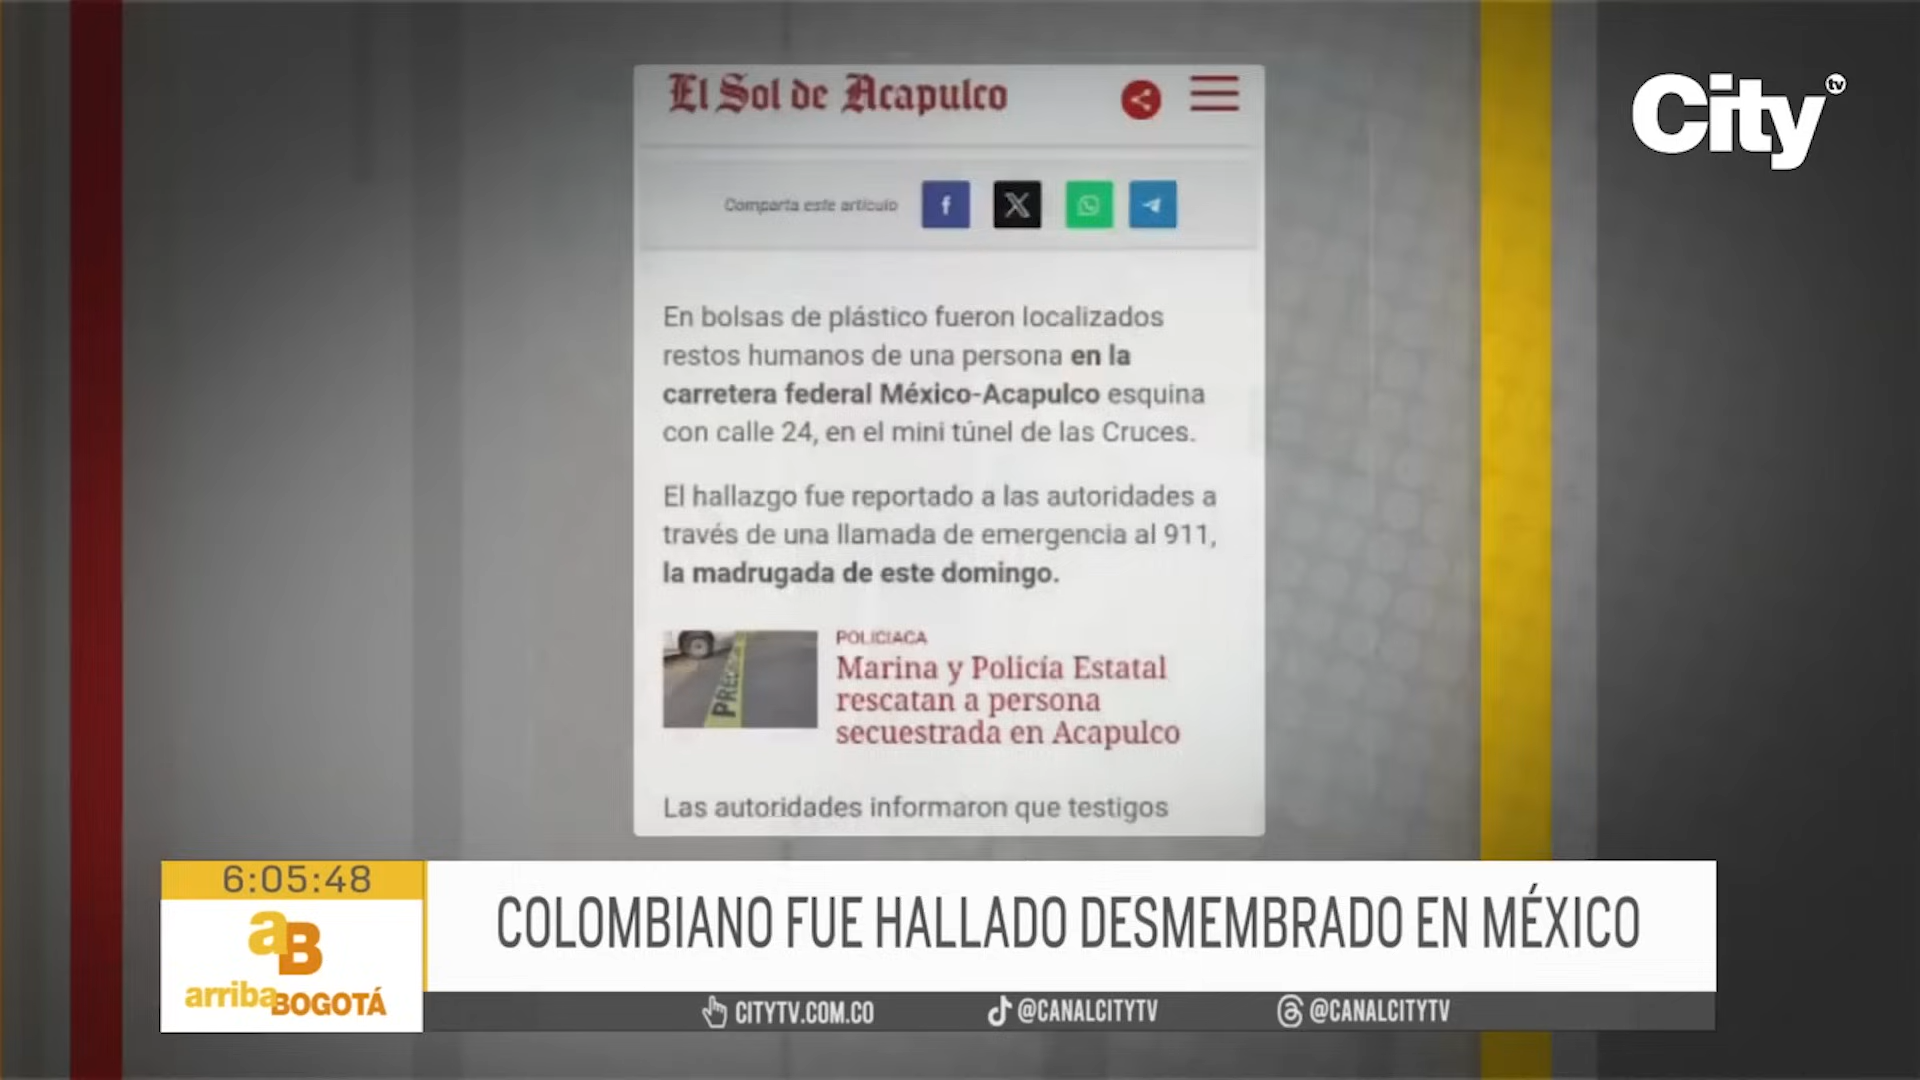 El Sol de Acapulco
City tv
Comparta este artículo
En bolsas de plástico fueron localizados
restos humanos de una persona en la
carretera federal México-Acapulco esquina
con calle 24, en el mini túnel de las Cruces.
El hallazgo fue reportado a las autoridades a
través de una llamada de emergencia al 911,
la madrugada de este domingo.
POLICIACA
Marina y Policía Estatal
rescatan a persona
secuestrada en Acapulco
Las autoridades informaron que testigos
6:05:48
aB
arriba BOGOTÁ
COLOMBIANO FUE HALLADO DESMEMBRADO EN MÉXICO
CITYTV.COM.CO
@CANALCITYTV
@CANALCITYTV